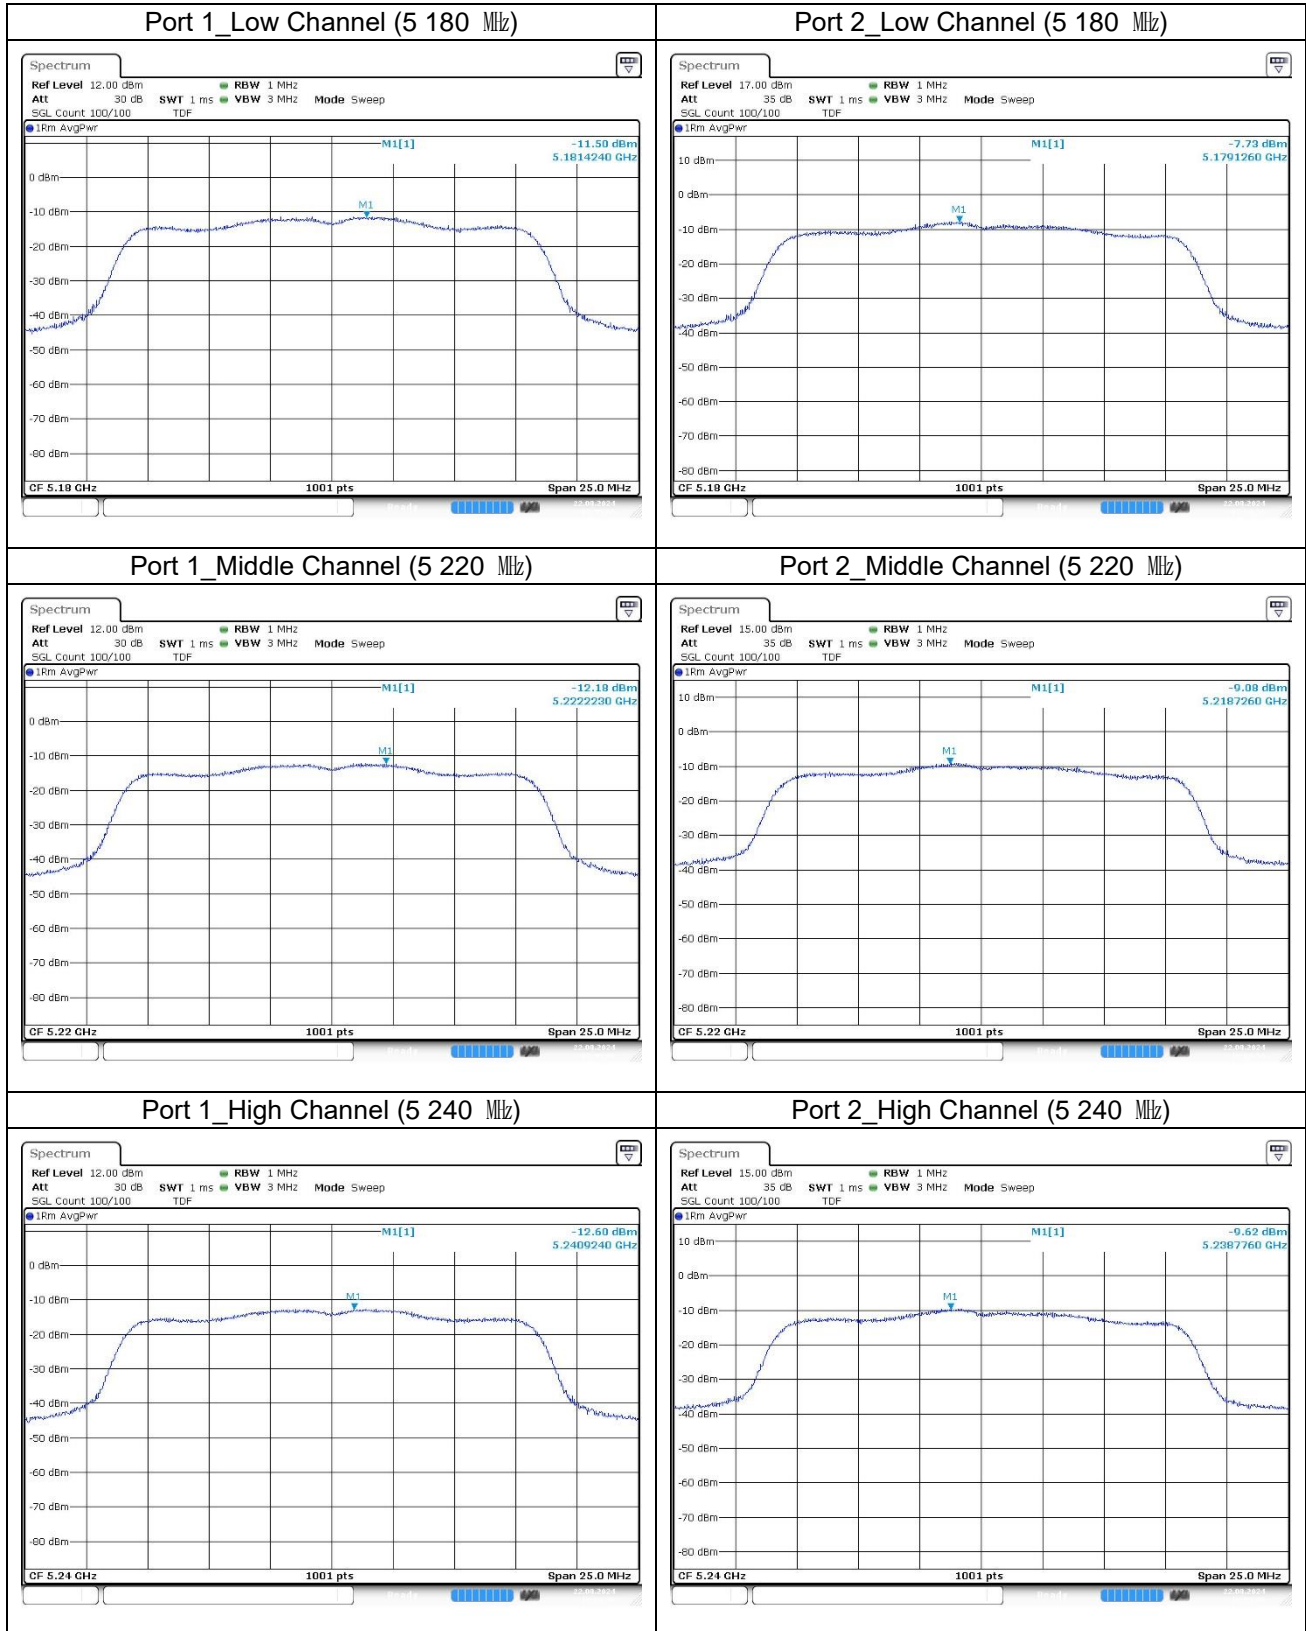 Port 1_Low Channel (5 180 ㎒)
Spectrum
Ref Level 12.00 dBm RBW 1 MHz
Att 30 dB SWT 1 ms VBW 3 MHz Mode Sweep
SGL Count 100/100 TDF
1Rm AvgPwr
M1[1] -11.50 dBm
5.1814240 GHz
0 dBm
M1
-10 dBm
-20 dBm
-30 dBm
-40 dBm
-50 dBm
-60 dBm
-70 dBm
-80 dBm
CF 5.18 GHz 1001 pts Span 25.0 MHz
Port 2_Low Channel (5 180 ㎒)
Spectrum
Ref Level 17.00 dBm RBW 1 MHz
Att 35 dB SWT 1 ms VBW 3 MHz Mode Sweep
SGL Count 100/100 TDF
1Rm AvgPwr
M1[1] -7.73 dBm
5.1791260 GHz
10 dBm
0 dBm
M1
-10 dBm
-20 dBm
-30 dBm
-40 dBm
-50 dBm
-60 dBm
-70 dBm
-80 dBm
CF 5.18 GHz 1001 pts Span 25.0 MHz
Port 1_Middle Channel (5 220 ㎒)
Spectrum
Ref Level 12.00 dBm RBW 1 MHz
Att 30 dB SWT 1 ms VBW 3 MHz Mode Sweep
SGL Count 100/100 TDF
1Rm AvgPwr
M1[1] -12.18 dBm
5.2222230 GHz
0 dBm
M1
-10 dBm
-20 dBm
-30 dBm
-40 dBm
-50 dBm
-60 dBm
-70 dBm
-80 dBm
CF 5.22 GHz 1001 pts Span 25.0 MHz
Port 2_Middle Channel (5 220 ㎒)
Spectrum
Ref Level 15.00 dBm RBW 1 MHz
Att 35 dB SWT 1 ms VBW 3 MHz Mode Sweep
SGL Count 100/100 TDF
1Rm AvgPwr
M1[1] -9.08 dBm
5.2187260 GHz
10 dBm
0 dBm
M1
-10 dBm
-20 dBm
-30 dBm
-40 dBm
-50 dBm
-60 dBm
-70 dBm
-80 dBm
CF 5.22 GHz 1001 pts Span 25.0 MHz
Port 1_High Channel (5 240 ㎒)
Spectrum
Ref Level 12.00 dBm RBW 1 MHz
Att 30 dB SWT 1 ms VBW 3 MHz Mode Sweep
SGL Count 100/100 TDF
1Rm AvgPwr
M1[1] -12.60 dBm
5.2409240 GHz
0 dBm
M1
-10 dBm
-20 dBm
-30 dBm
-40 dBm
-50 dBm
-60 dBm
-70 dBm
-80 dBm
CF 5.24 GHz 1001 pts Span 25.0 MHz
Port 2_High Channel (5 240 ㎒)
Spectrum
Ref Level 15.00 dBm RBW 1 MHz
Att 35 dB SWT 1 ms VBW 3 MHz Mode Sweep
SGL Count 100/100 TDF
1Rm AvgPwr
M1[1] -9.62 dBm
5.2387760 GHz
10 dBm
0 dBm
M1
-10 dBm
-20 dBm
-30 dBm
-40 dBm
-50 dBm
-60 dBm
-70 dBm
-80 dBm
CF 5.24 GHz 1001 pts Span 25.0 MHz